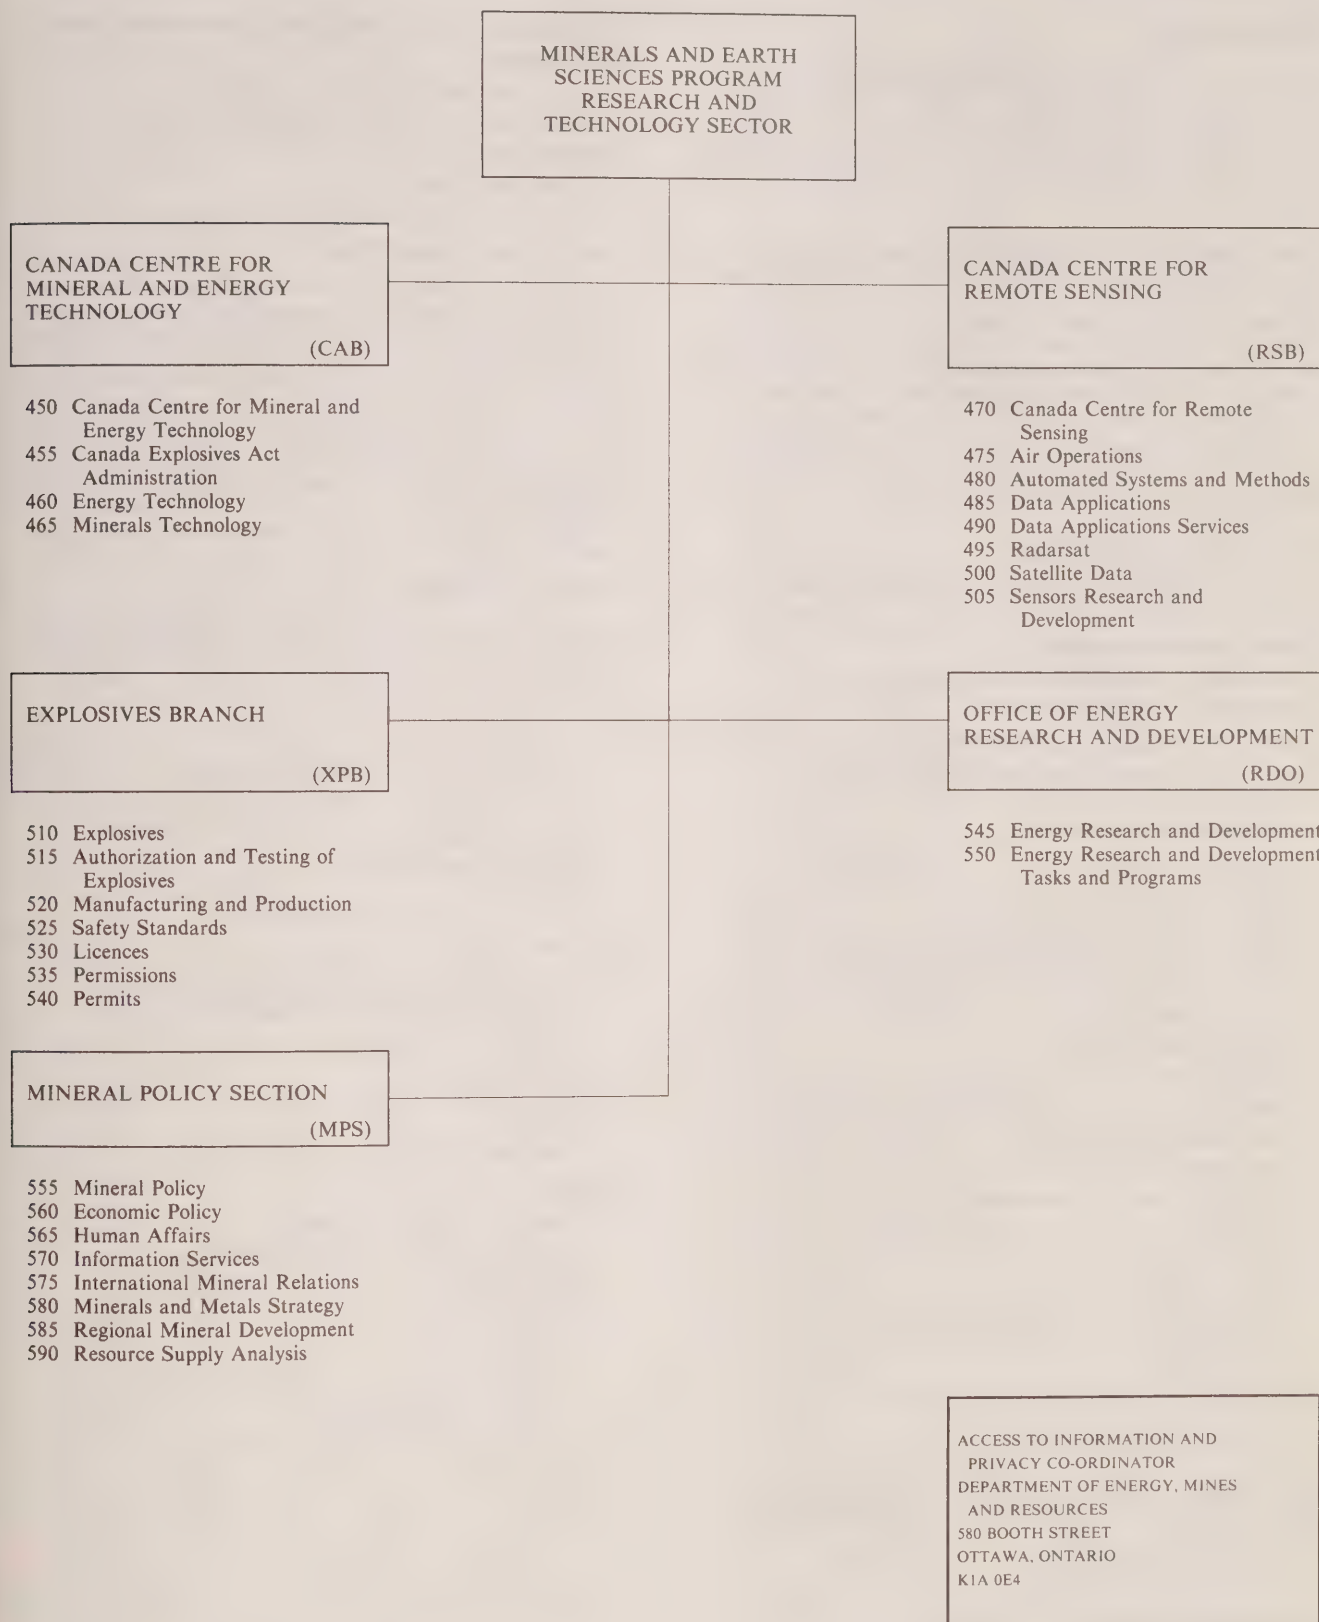 MINERALS AND EARTH
SCIENCES PROGRAM
RESEARCH AND
TECHNOLOGY SECTOR
CANADA CENTRE FOR
MINERAL AND ENERGY
TECHNOLOGY
(CAB)
CANADA CENTRE FOR
REMOTE SENSING
(RSB)
450 Canada Centre for Mineral and
Energy Technology
455 Canada Explosives Act
Administration
460 Energy Technology
465 Minerals Technology
470 Canada Centre for Remote
Sensing
475 Air Operations
480 Automated Systems and Methods
485 Data Applications
490 Data Applications Services
495 Radarsat
500 Satellite Data
505 Sensors Research and
Development
EXPLOSIVES BRANCH
(XPB)
OFFICE OF ENERGY
RESEARCH AND DEVELOPMENT
(RDO)
510 Explosives
515 Authorization and Testing of
Explosives
520 Manufacturing and Production
525 Safety Standards
530 Licences
535 Permissions
540 Permits
545 Energy Research and Development
550 Energy Research and Development
Tasks and Programs
MINERAL POLICY SECTION
(MPS)
555 Mineral Policy
560 Economic Policy
565 Human Affairs
570 Information Services
575 International Mineral Relations
580 Minerals and Metals Strategy
585 Regional Mineral Development
590 Resource Supply Analysis
ACCESS TO INFORMATION AND
PRIVACY CO-ORDINATOR
DEPARTMENT OF ENERGY, MINES
AND RESOURCES
580 BOOTH STREET
OTTAWA, ONTARIO
K1A 0E4